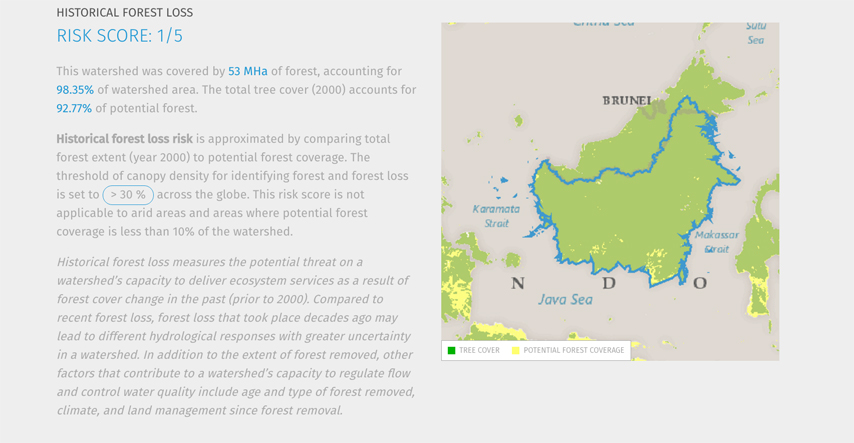 HISTORICAL FOREST LOSS
RISK SCORE: 1/5
This watershed was covered by 53 MHa of forest, accounting for
98.35% of watershed area. The total tree cover (2000) accounts for
92.77% of potential forest.
Historical forest loss risk is approximated by comparing total
forest extent (year 2000) to potential forest coverage. The
threshold of canopy density for identifying forest and forest loss
is set to > 30 % across the globe. This risk score is not
applicable to arid areas and areas where potential forest
coverage is less than 10% of the watershed.
Historical forest loss measures the potential threat on a
watershed's capacity to deliver ecosystem services as a result of
forest cover change in the past (prior to 2000). Compared to
recent forest loss, forest loss that took place decades ago may
lead to different hydrological responses with greater uncertainty
in a watershed. In addition to the extent of forest removed, other
factors that contribute to a watershed's capacity to regulate flow
and control water quality include age and type of forest removed,
climate, and land management since forest removal.
China Sea
Sulu
Sea
BRUNEI
Karamata
Strait
Makassar
Strait
N D O
Java Sea
TREE COVER
POTENTIAL FOREST COVERAGE